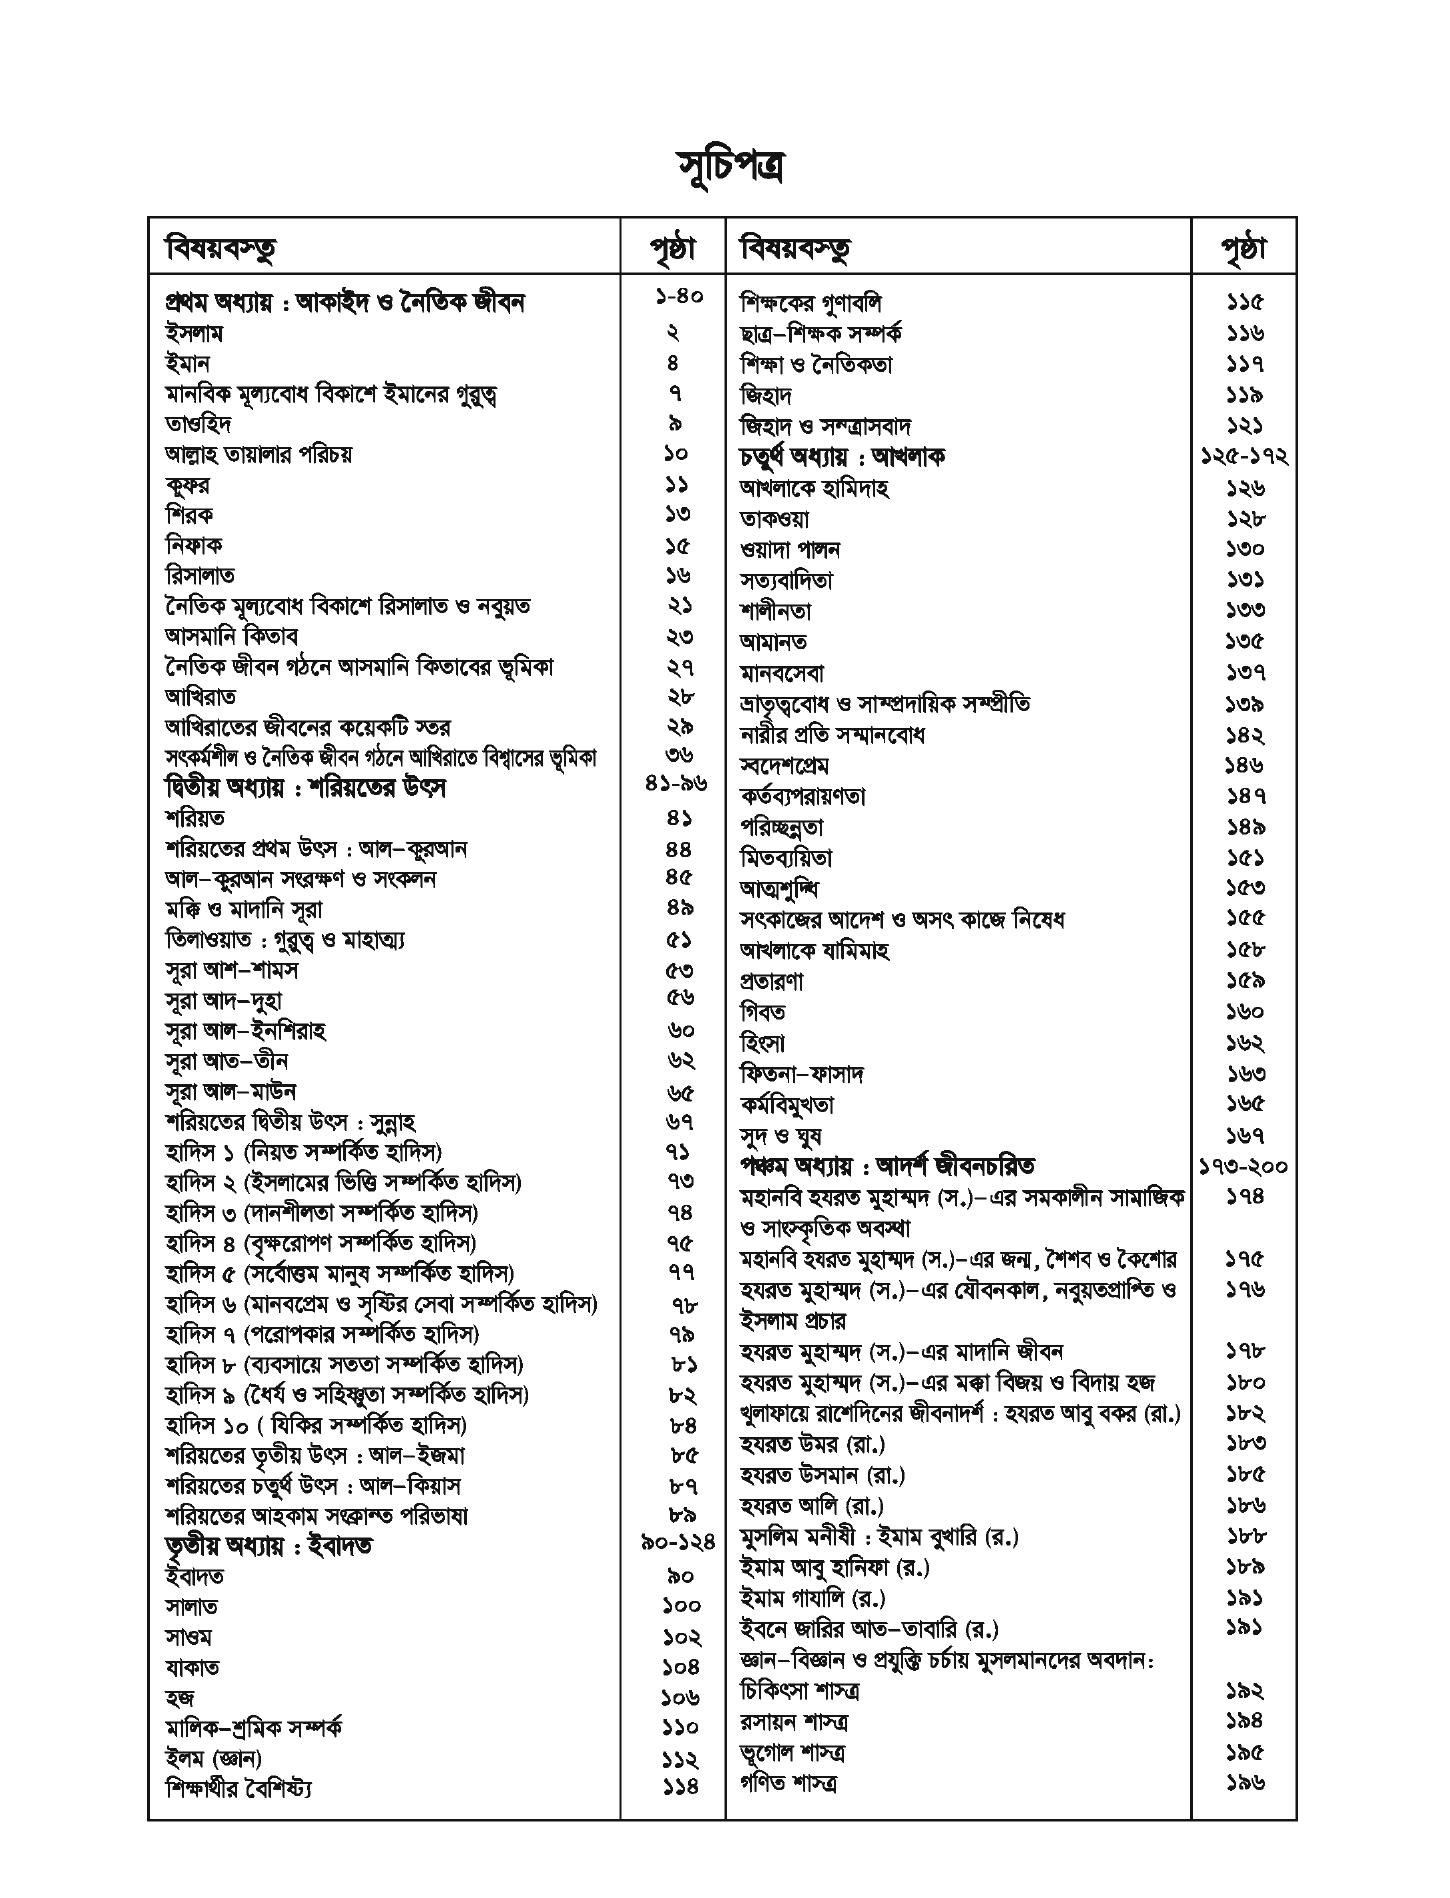 সূচিপত্র
বিষয়বস্তু পৃষ্ঠা
প্রথম অধ্যায় : আকাইদ ও নৈতিক জীবন ১-৪০
ইসলাম ২
ইমান ৪
মানবিক মূল্যবোধ বিকাশে ইমানের গুরুত্ব ৭
তাওহিদ ৯
আল্লাহ তায়ালার পরিচয় ১০
কুফর ১১
শিরক ১৩
নিফাক ১৫
রিসালাত ১৬
নৈতিক মূল্যবোধ বিকাশে রিসালাত ও নবুয়ত ২১
আসমানি কিতাব ২৩
নৈতিক জীবন গঠনে আসমানি কিতাবের ভূমিকা ২৭
আখিরাত ২৮
আখিরাতের জীবনের কয়েকটি স্তর ২৯
সৎকর্মশীল ও নৈতিক জীবন গঠনে আখিরাতে বিশ্বাসের ভূমিকা ৩৬
দ্বিতীয় অধ্যায় : শরিয়তের উৎস ৪১-৯৬
শরিয়ত ৪১
শরিয়তের প্রথম উৎস : আল-কুরআন ৪৪
আল-কুরআন সংরক্ষণ ও সংকলন ৪৫
মক্কি ও মাদানি সূরা ৪৯
তিলাওয়াত : গুরুত্ব ও মাহাত্ম্য ৫১
সূরা আশ-শামস ৫৩
সূরা আদ-দুহা ৫৬
সূরা আল-ইনশিরাহ ৬০
সূরা আত-তীন ৬২
সূরা আল-মাউন ৬৫
শরিয়তের দ্বিতীয় উৎস : সুন্নাহ ৬৭
হাদিস ১ (নিয়ত সম্পর্কিত হাদিস) ৭১
হাদিস ২ (ইসলামের ভিত্তি সম্পর্কিত হাদিস) ৭৩
হাদিস ৩ (দানশীলতা সম্পর্কিত হাদিস) ৭৪
হাদিস ৪ (বৃক্ষরোপণ সম্পর্কিত হাদিস) ৭৫
হাদিস ৫ (সর্বোত্তম মানুষ সম্পর্কিত হাদিস) ৭৭
হাদিস ৬ (মানবপ্রেম ও সৃষ্টির সেবা সম্পর্কিত হাদিস) ৭৮
হাদিস ৭ (পরোপকার সম্পর্কিত হাদিস) ৭৯
হাদিস ৮ (ব্যবসায়ে সততা সম্পর্কিত হাদিস) ৮১
হাদিস ৯ (ধৈর্য ও সহিষ্ণুতা সম্পর্কিত হাদিস) ৮২
হাদিস ১০ ( যিকির সম্পর্কিত হাদিস) ৮৪
শরিয়তের তৃতীয় উৎস : আল-ইজমা ৮৫
শরিয়তের চতুর্থ উৎস : আল-কিয়াস ৮৭
শরিয়তের আহকাম সংক্রান্ত পরিভাষা ৮৯
তৃতীয় অধ্যায় : ইবাদত ৯০-১২৪
ইবাদত ৯০
সালাত ১০০
সাওম ১০২
যাকাত ১০৪
হজ ১০৬
মালিক-শ্রমিক সম্পর্ক ১১০
ইলম (জ্ঞান) ১১২
শিক্ষার্থীর বৈশিষ্ট্য ১১৪
বিষয়বস্তু পৃষ্ঠা
শিক্ষকের গুণাবলি ১১৫
ছাত্র-শিক্ষক সম্পর্ক ১১৬
শিক্ষা ও নৈতিকতা ১১৭
জিহাদ ১১৯
জিহাদ ও সন্ত্রাসবাদ ১২১
চতুর্থ অধ্যায় : আখলাক ১২৫-১৭২
আখলাকে হামিদাহ ১২৬
তাকওয়া ১২৮
ওয়াদা পালন ১৩০
সত্যবাদিতা ১৩১
শালীনতা ১৩৩
আমানত ১৩৫
মানবসেবা ১৩৭
ভ্রাতৃত্ববোধ ও সাম্প্রদায়িক সম্প্রীতি ১৩৯
নারীর প্রতি সম্মানবোধ ১৪২
স্বদেশপ্রেম ১৪৬
কর্তব্যপরায়ণতা ১৪৭
পরিচ্ছন্নতা ১৪৯
মিতব্যয়িতা ১৫১
আত্মশুদ্ধি ১৫৩
সৎকাজের আদেশ ও অসৎ কাজে নিষেধ ১৫৫
আখলাকে যামিমাহ ১৫৮
প্রতারণা ১৫৯
গিবত ১৬০
হিংসা ১৬২
ফিতনা-ফাসাদ ১৬৩
কর্মবিমুখতা ১৬৫
সুদ ও ঘুষ ১৬৭
পঞ্চম অধ্যায় : আদর্শ জীবনচরিত ১৭৩-২০০
মহানবি হযরত মুহাম্মদ (স.)-এর সমকালীন সামাজিক ১৭৪
ও সাংস্কৃতিক অবস্থা
মহানবি হযরত মুহাম্মদ (স.)-এর জন্ম, শৈশব ও কৈশোর ১৭৫
হযরত মুহাম্মদ (স.)-এর যৌবনকাল, নবুয়তপ্রাপ্তি ও ১৭৬
ইসলাম প্রচার
হযরত মুহাম্মদ (স.)-এর মাদানি জীবন ১৭৮
হযরত মুহাম্মদ (স.)-এর মক্কা বিজয় ও বিদায় হজ ১৮০
খুলাফায়ে রাশেদিনের জীবনাদর্শ : হযরত আবু বকর (রা.) ১৮২
হযরত উমর (রা.) ১৮৩
হযরত উসমান (রা.) ১৮৫
হযরত আলি (রা.) ১৮৬
মুসলিম মনীষী : ইমাম বুখারি (র.) ১৮৮
ইমাম আবু হানিফা (র.) ১৮৯
ইমাম গাযালি (র.) ১৯১
ইবনে জারির আত-তাবারি (র.) ১৯১
জ্ঞান-বিজ্ঞান ও প্রযুক্তি চর্চায় মুসলমানদের অবদান:
চিকিৎসা শাস্ত্র ১৯২
রসায়ন শাস্ত্র ১৯৪
ভূগোল শাস্ত্র ১৯৫
গণিত শাস্ত্র ১৯৬